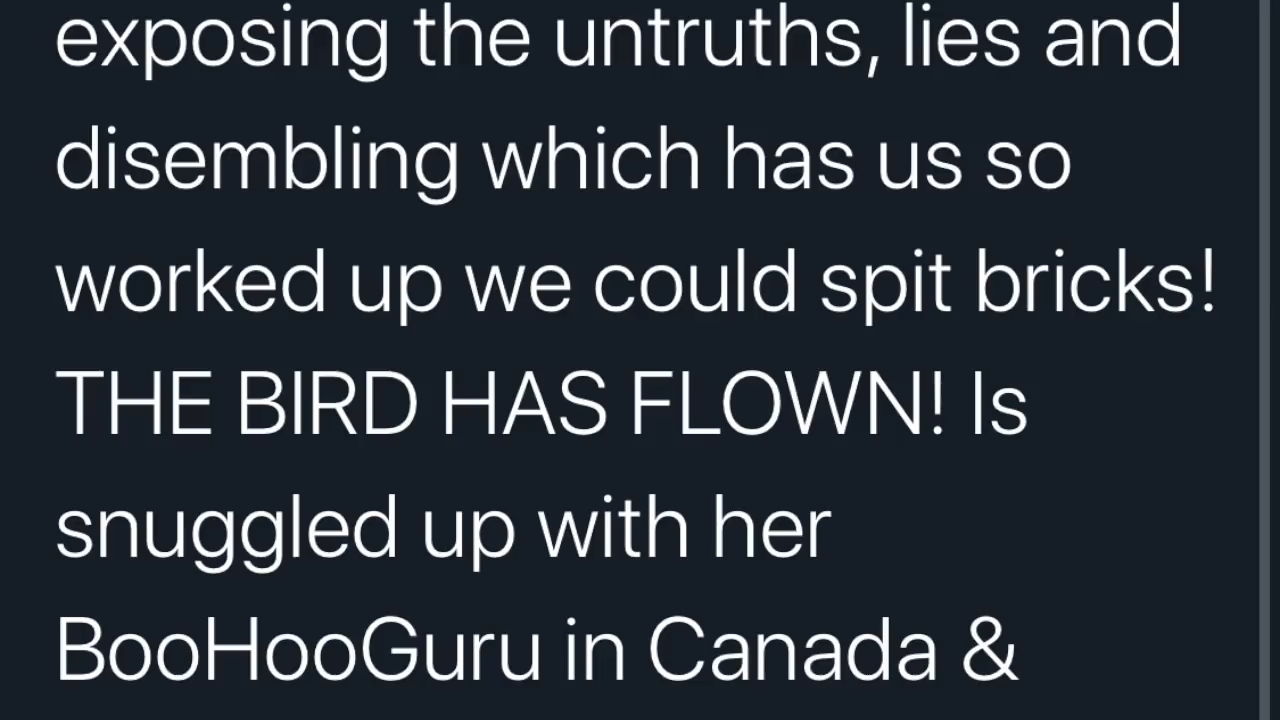 exposing the untruths, lies and
disembling which has us so
worked up we could spit bricks!
THE BIRD HAS FLOWN! Is
snuggled up with her
BooHooGuru in Canada &